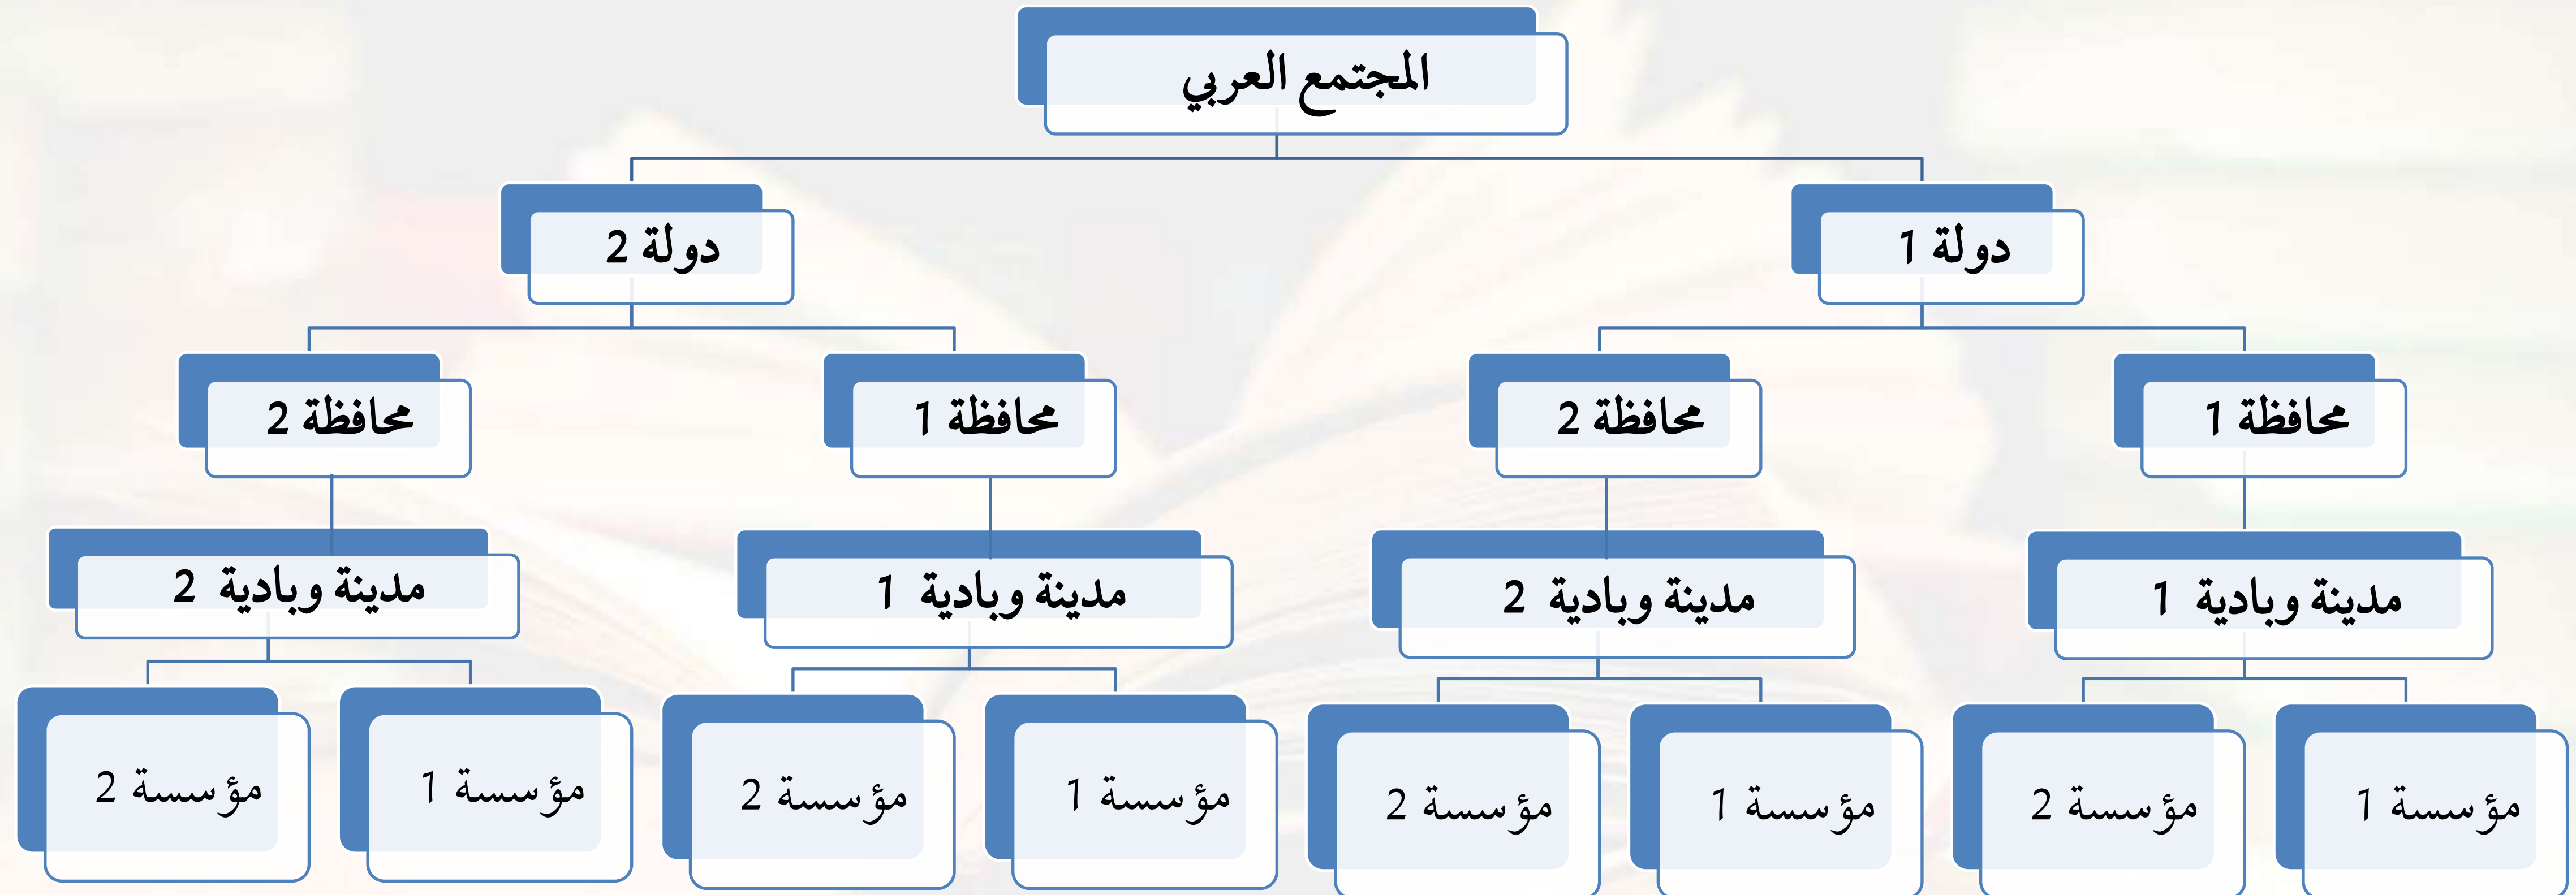 المجتمع العربي
دولة 1
دولة 2
محافظة 1
محافظة 2
محافظة 1
محافظة 2
مدينة وبادية 1
مدينة وبادية 2
مدينة وبادية 1
مدينة وبادية 2
مؤسسة 1
مؤسسة 2
مؤسسة 1
مؤسسة 2
مؤسسة 1
مؤسسة 2
مؤسسة 1
مؤسسة 2